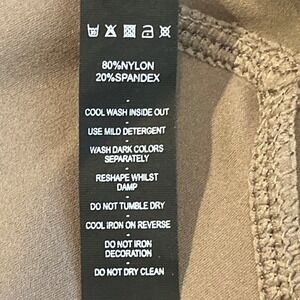 80%NYLON
20%SPANDEX
-
COOL WASH INSIDE OUT
-
USE MILD DETERGENT
-
WASH DARK COLORS
SEPARATELY
-
RESHAPE WHILST
DAMP
-
DO NOT TUMBLE DRY
-
COOL IRON ON REVERSE
-
DO NOT IRON
DECORATION
-
DO NOT DRY CLEAN